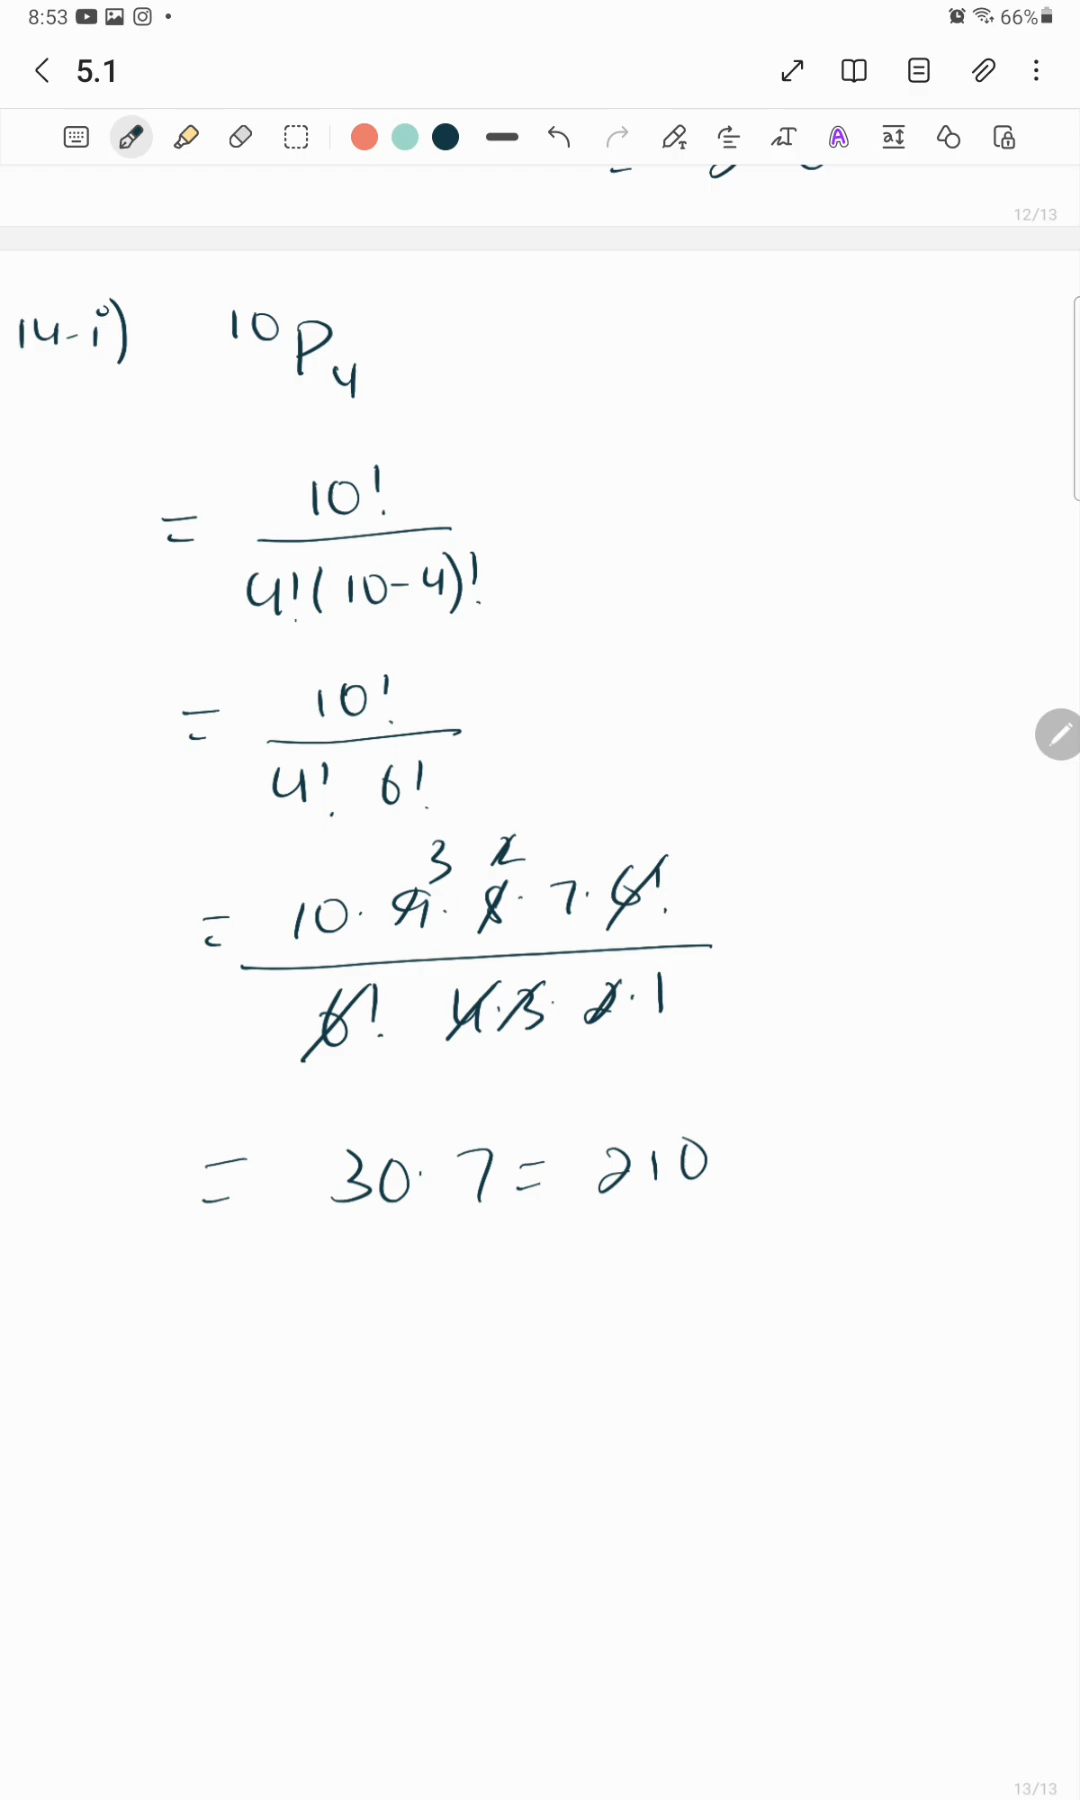 8:53 66%
5.1
12/13
14-i) ¹⁰P₄
= 10! / 4!(10-4)!
= 10! / 4! 6!
3 2
= 10 · 9 · 8 · 7 · 6! / 6! 4 · 3 · 2 · 1
= 30 · 7 = 210
13/13